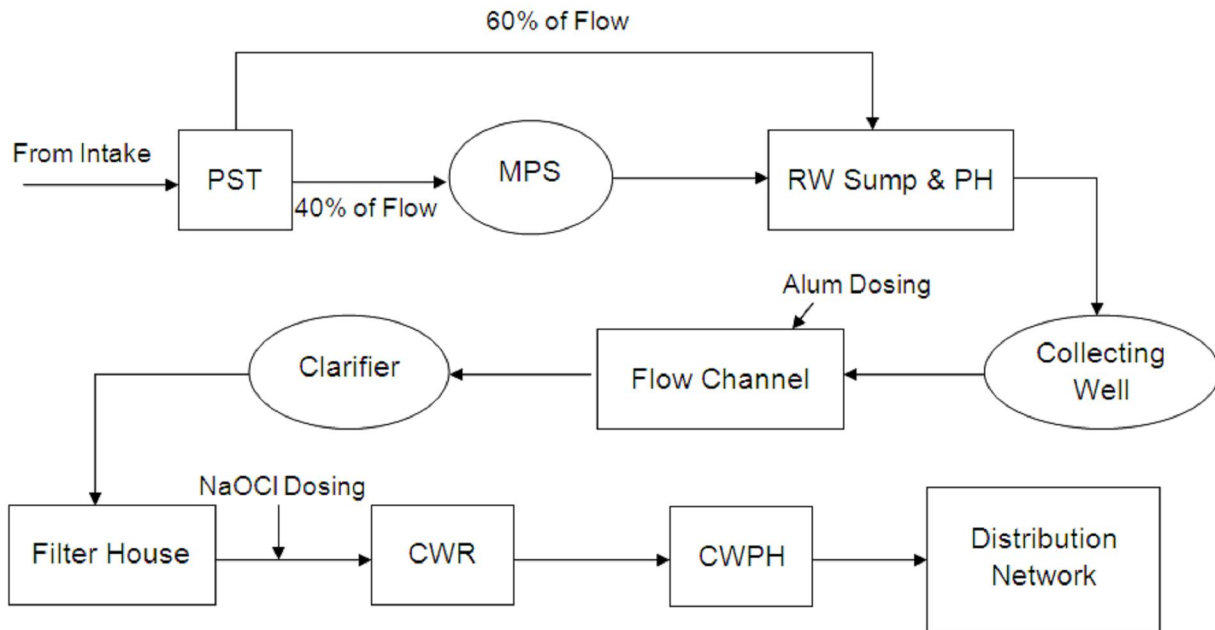 60% of Flow
From Intake
PST
40% of Flow
MPS
RW Sump & PH
Alum Dosing
Clarifier
Flow Channel
Collecting
Well
NaOCl Dosing
Filter House
CWR
CWPH
Distribution
Network